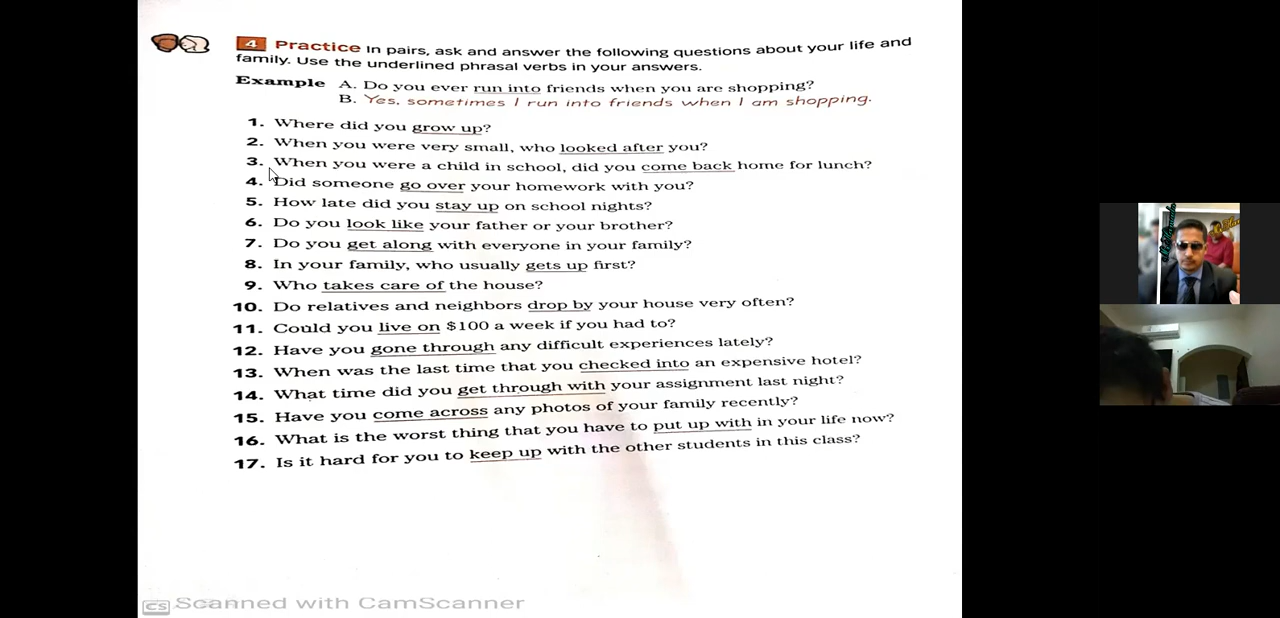 4 Practice In pairs, ask and answer the following questions about your life and
family. Use the underlined phrasal verbs in your answers.
Example A. Do you ever run into friends when you are shopping?
B. Yes, sometimes I run into friends when I am shopping.
1. Where did you grow up?
2. When you were very small, who looked after you?
3. When you were a child in school, did you come back home for lunch?
4. Did someone go over your homework with you?
5. How late did you stay up on school nights?
6. Do you look like your father or your brother?
7. Do you get along with everyone in your family?
8. In your family, who usually gets up first?
9. Who takes care of the house?
10. Do relatives and neighbors drop by your house very often?
11. Could you live on $100 a week if you had to?
12. Have you gone through any difficult experiences lately?
13. When was the last time that you checked into an expensive hotel?
14. What time did you get through with your assignment last night?
15. Have you come across any photos of your family recently?
16. What is the worst thing that you have to put up with in your life now?
17. Is it hard for you to keep up with the other students in this class?
CS Scanned with CamScanner